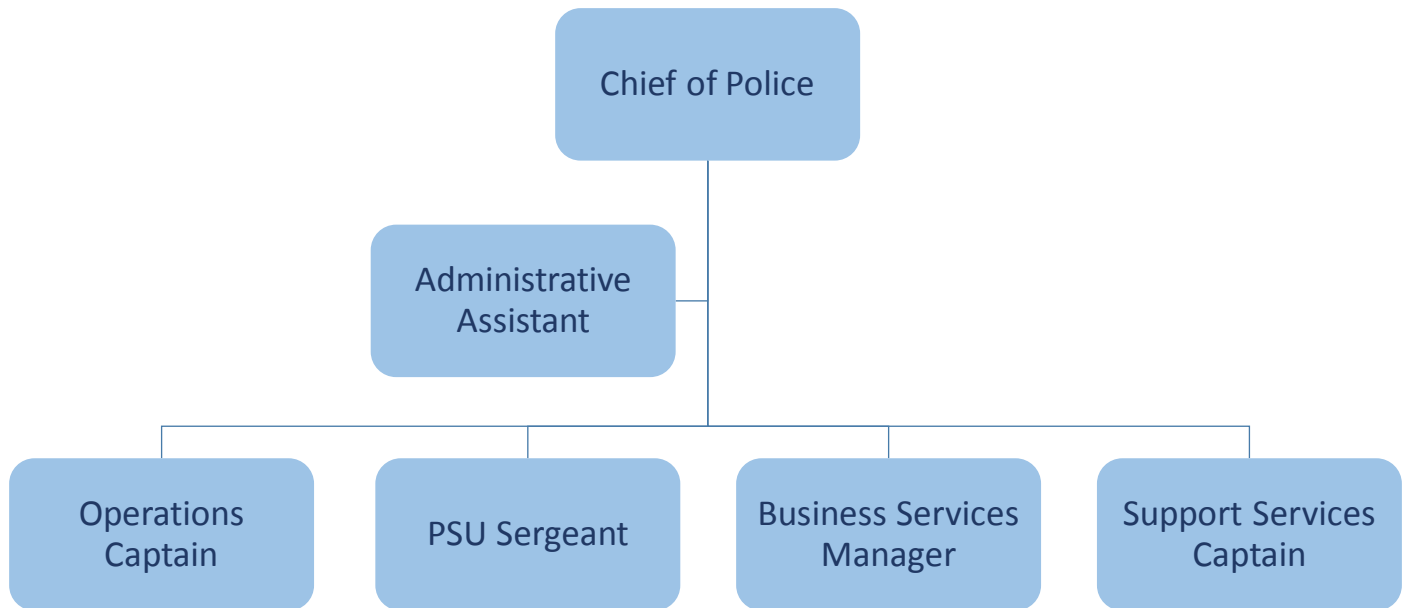 Chief of Police
Administrative
Assistant
Operations
Captain
PSU Sergeant
Business Services
Manager
Support Services
Captain